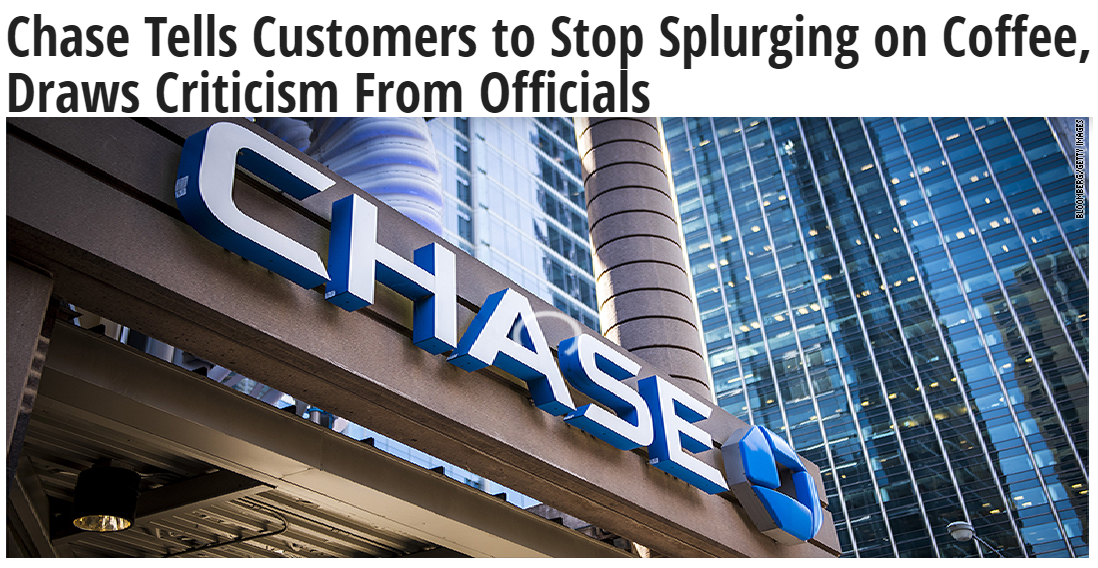 Chase Tells Customers to Stop Splurging on Coffee,
Draws Criticism From Officials
BLOOMBERG/GETTY IMAGES
CHASE